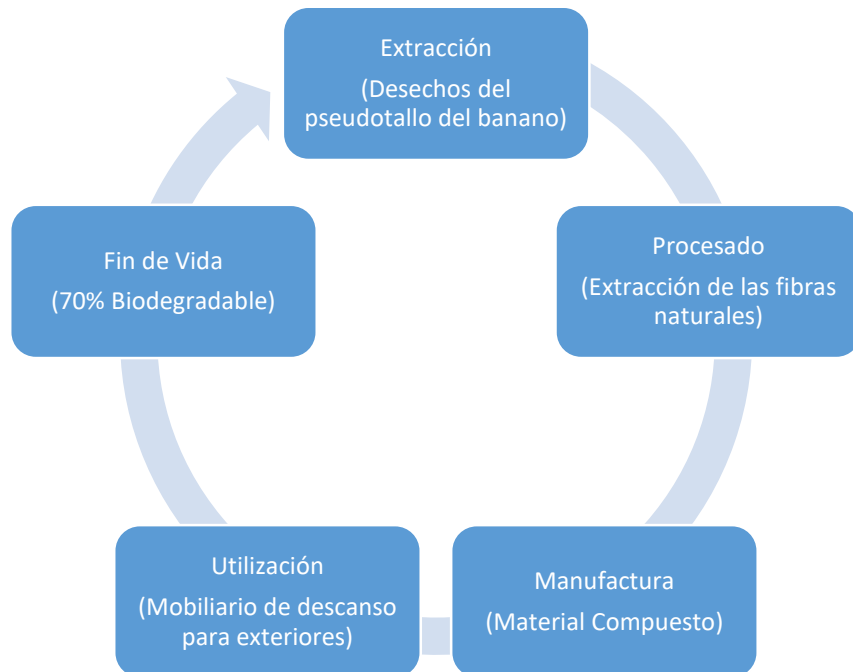 Extracción
(Desechos del
pseudotallo del banano)
Procesado
(Extracción de las fibras
naturales)
Manufactura
(Material Compuesto)
Utilización
(Mobiliario de descanso
para exteriores)
Fin de Vida
(70% Biodegradable)